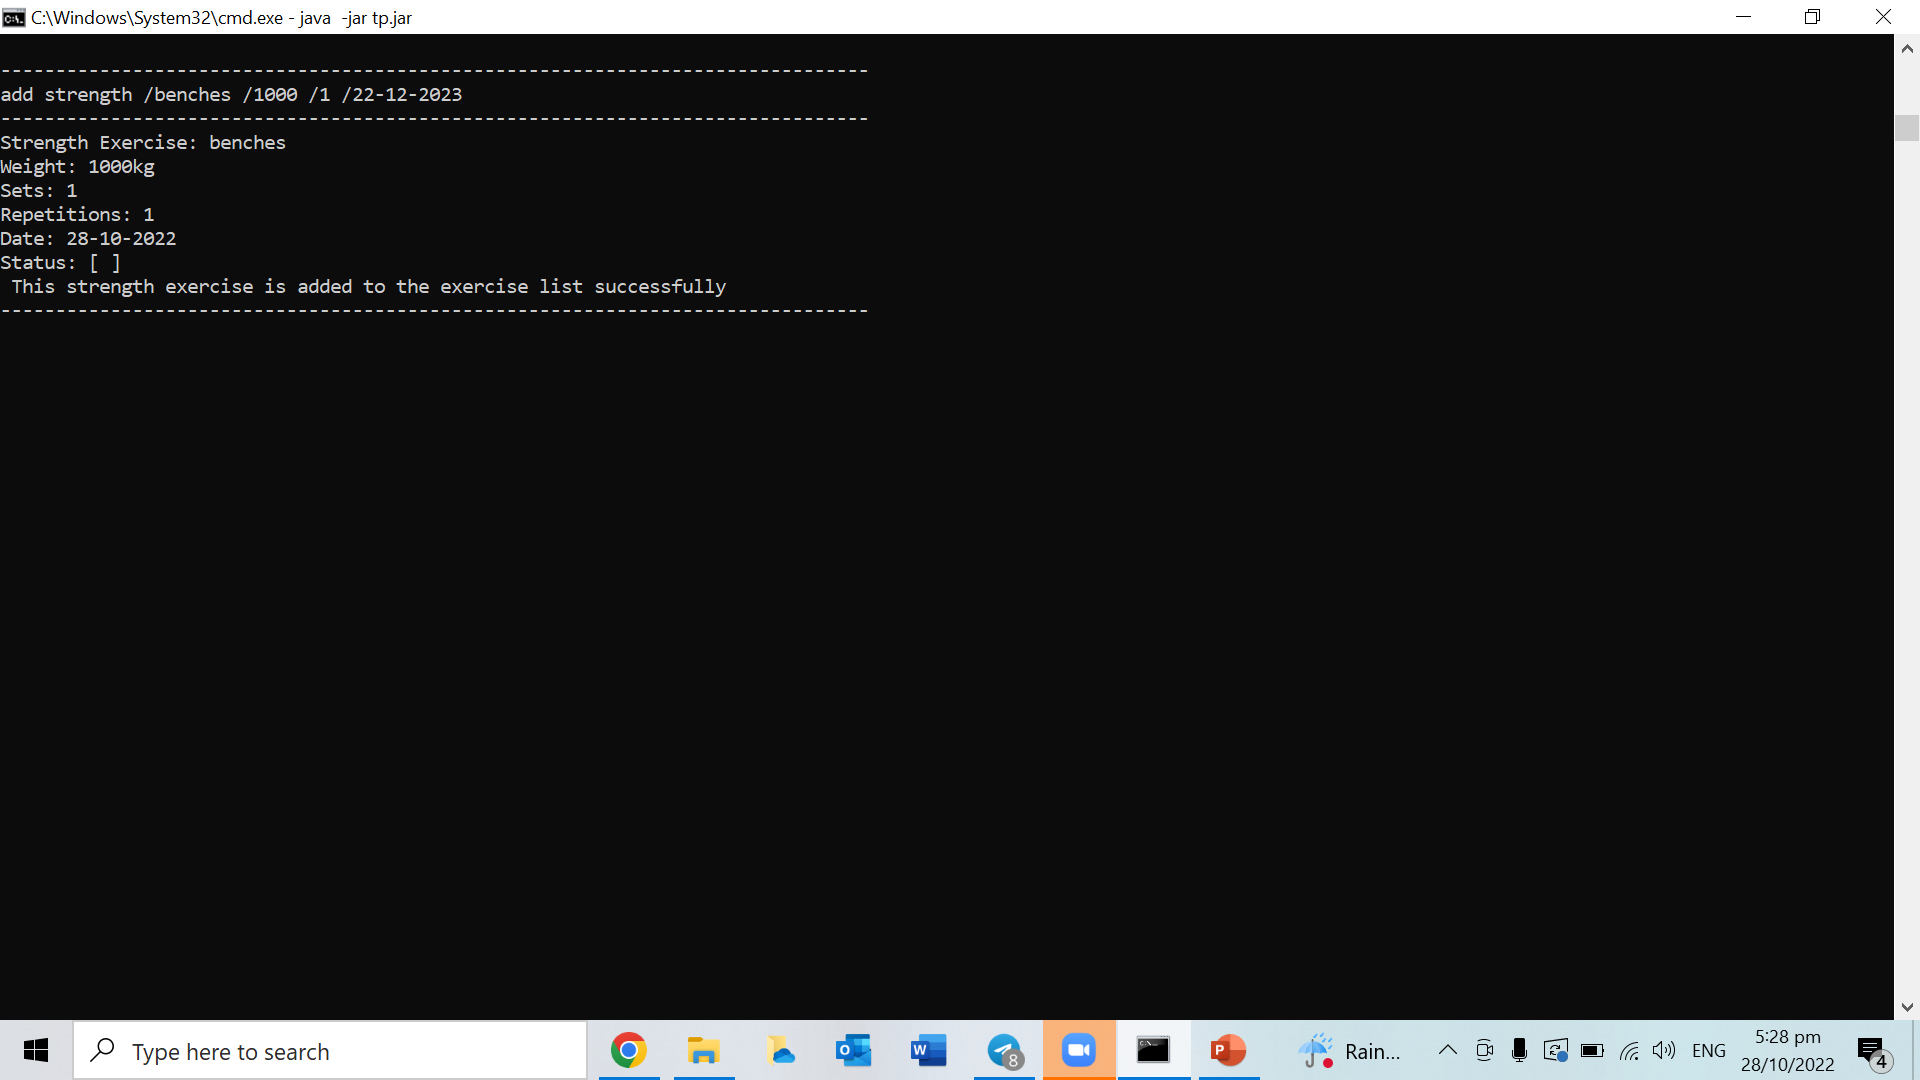 C:\Windows\System32\cmd.exe - java  -jar tp.jar
-------------------------------------------------------------------------------
add strength /benches /1000 /1 /22-12-2023
-------------------------------------------------------------------------------
Strength Exercise: benches
Weight: 1000kg
Sets: 1
Repetitions: 1
Date: 28-10-2022
Status: [ ]
 This strength exercise is added to the exercise list successfully
-------------------------------------------------------------------------------
Type here to search
8
Rain...
ENG
5:28 pm
28/10/2022
4